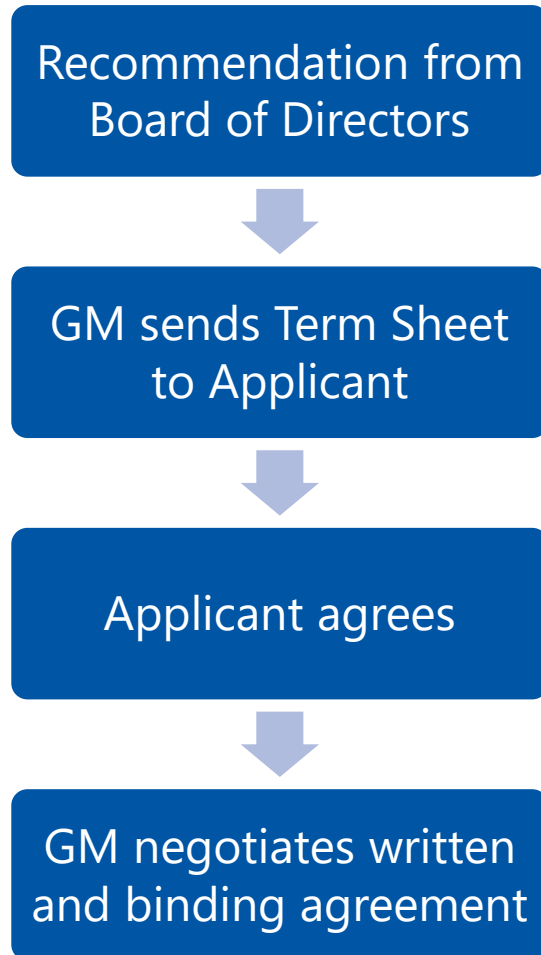 Recommendation from
Board of Directors
GM sends Term Sheet
to Applicant
Applicant agrees
GM negotiates written
and binding agreement